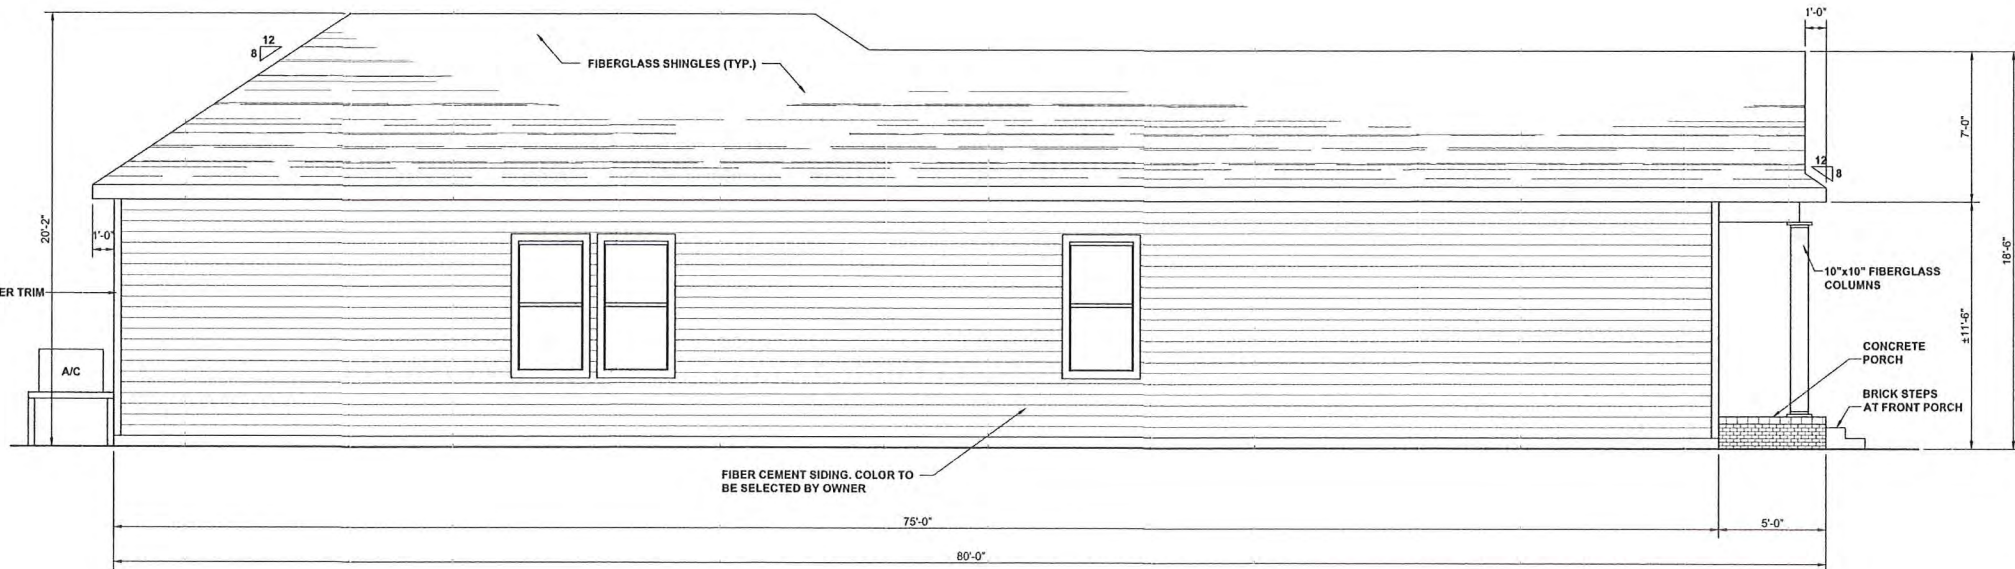 1'-0"
12
8
FIBERGLASS SHINGLES (TYP.)
7'-0"
12
8
20'-2"
1'-0"
18'-6"
10"x10" FIBERGLASS
COLUMNS
ER TRIM
±11'-6"
CONCRETE
PORCH
A/C
BRICK STEPS
AT FRONT PORCH
FIBER CEMENT SIDING. COLOR TO
BE SELECTED BY OWNER
75'-0"
5'-0"
80'-0"